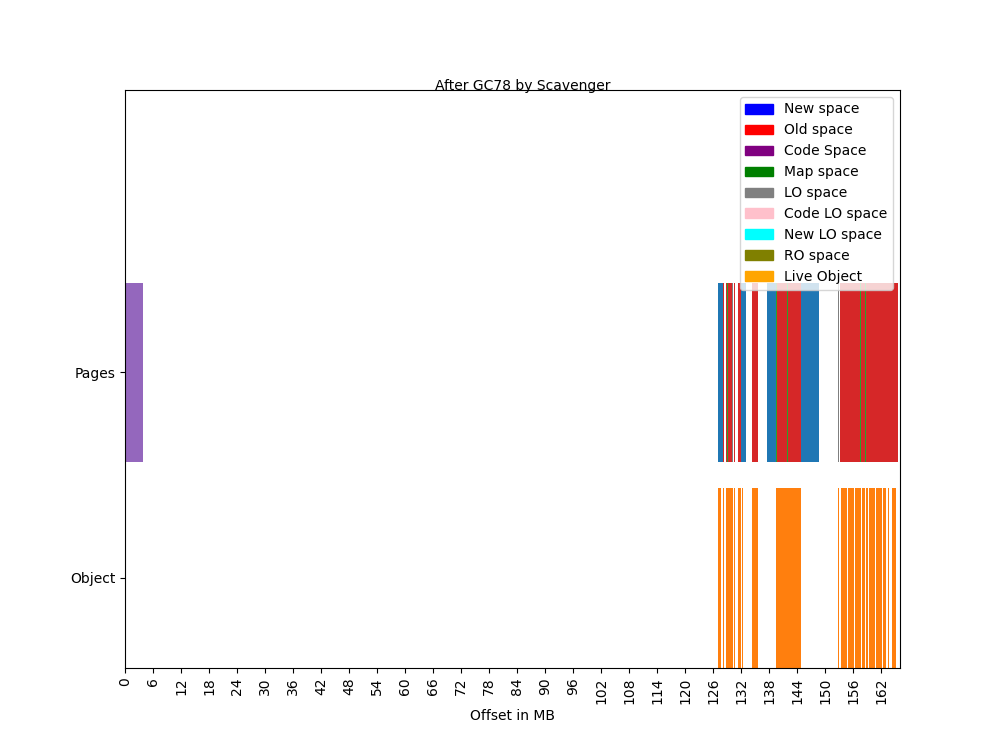 After GC78 by Scavenger
New space
Old space
Code Space
Map space
LO space
Code LO space
New LO space
RO space
Live Object
Pages
Object
0 6 12 18 24 30 36 42 48 54 60 66 72 78 84 90 96 102 108 114 120 126 132 138 144 150 156 162
Offset in MB